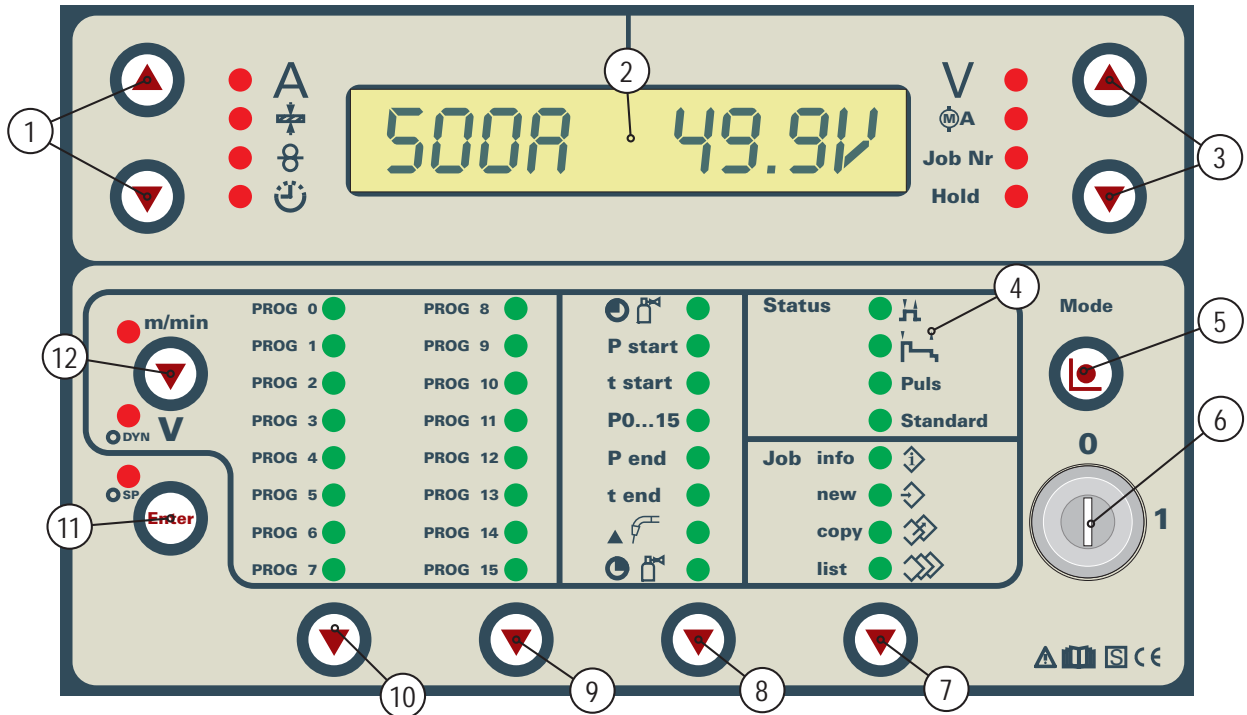 A
500A 49.9V
V
M A
Job Nr
Hold
1
2
3
m/min
DYN V
SP
Enter
12
11
PROG 0
PROG 1
PROG 2
PROG 3
PROG 4
PROG 5
PROG 6
PROG 7
PROG 8
PROG 9
PROG 10
PROG 11
PROG 12
PROG 13
PROG 14
PROG 15
P start
t start
P0...15
P end
t end
Status
Puls
Standard
Job info
new
copy
list
4
Mode
5
0
1
6
10
9
8
7
S CE